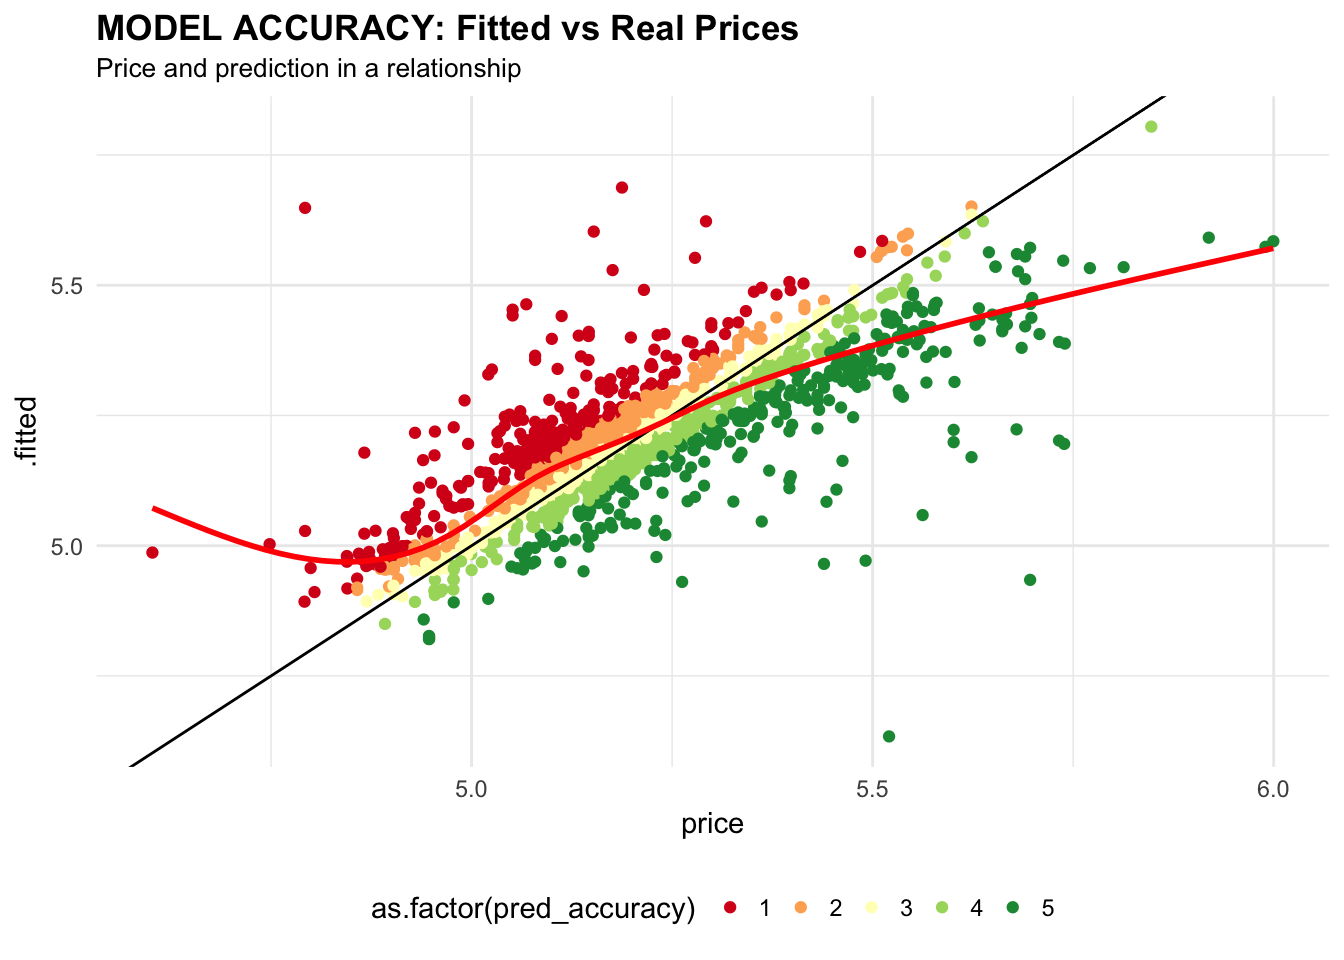 MODEL ACCURACY: Fitted vs Real Prices
Price and prediction in a relationship
.fitted
5.5
5.0
5.0 5.5 6.0
price
as.factor(pred_accuracy) 1 2 3 4 5